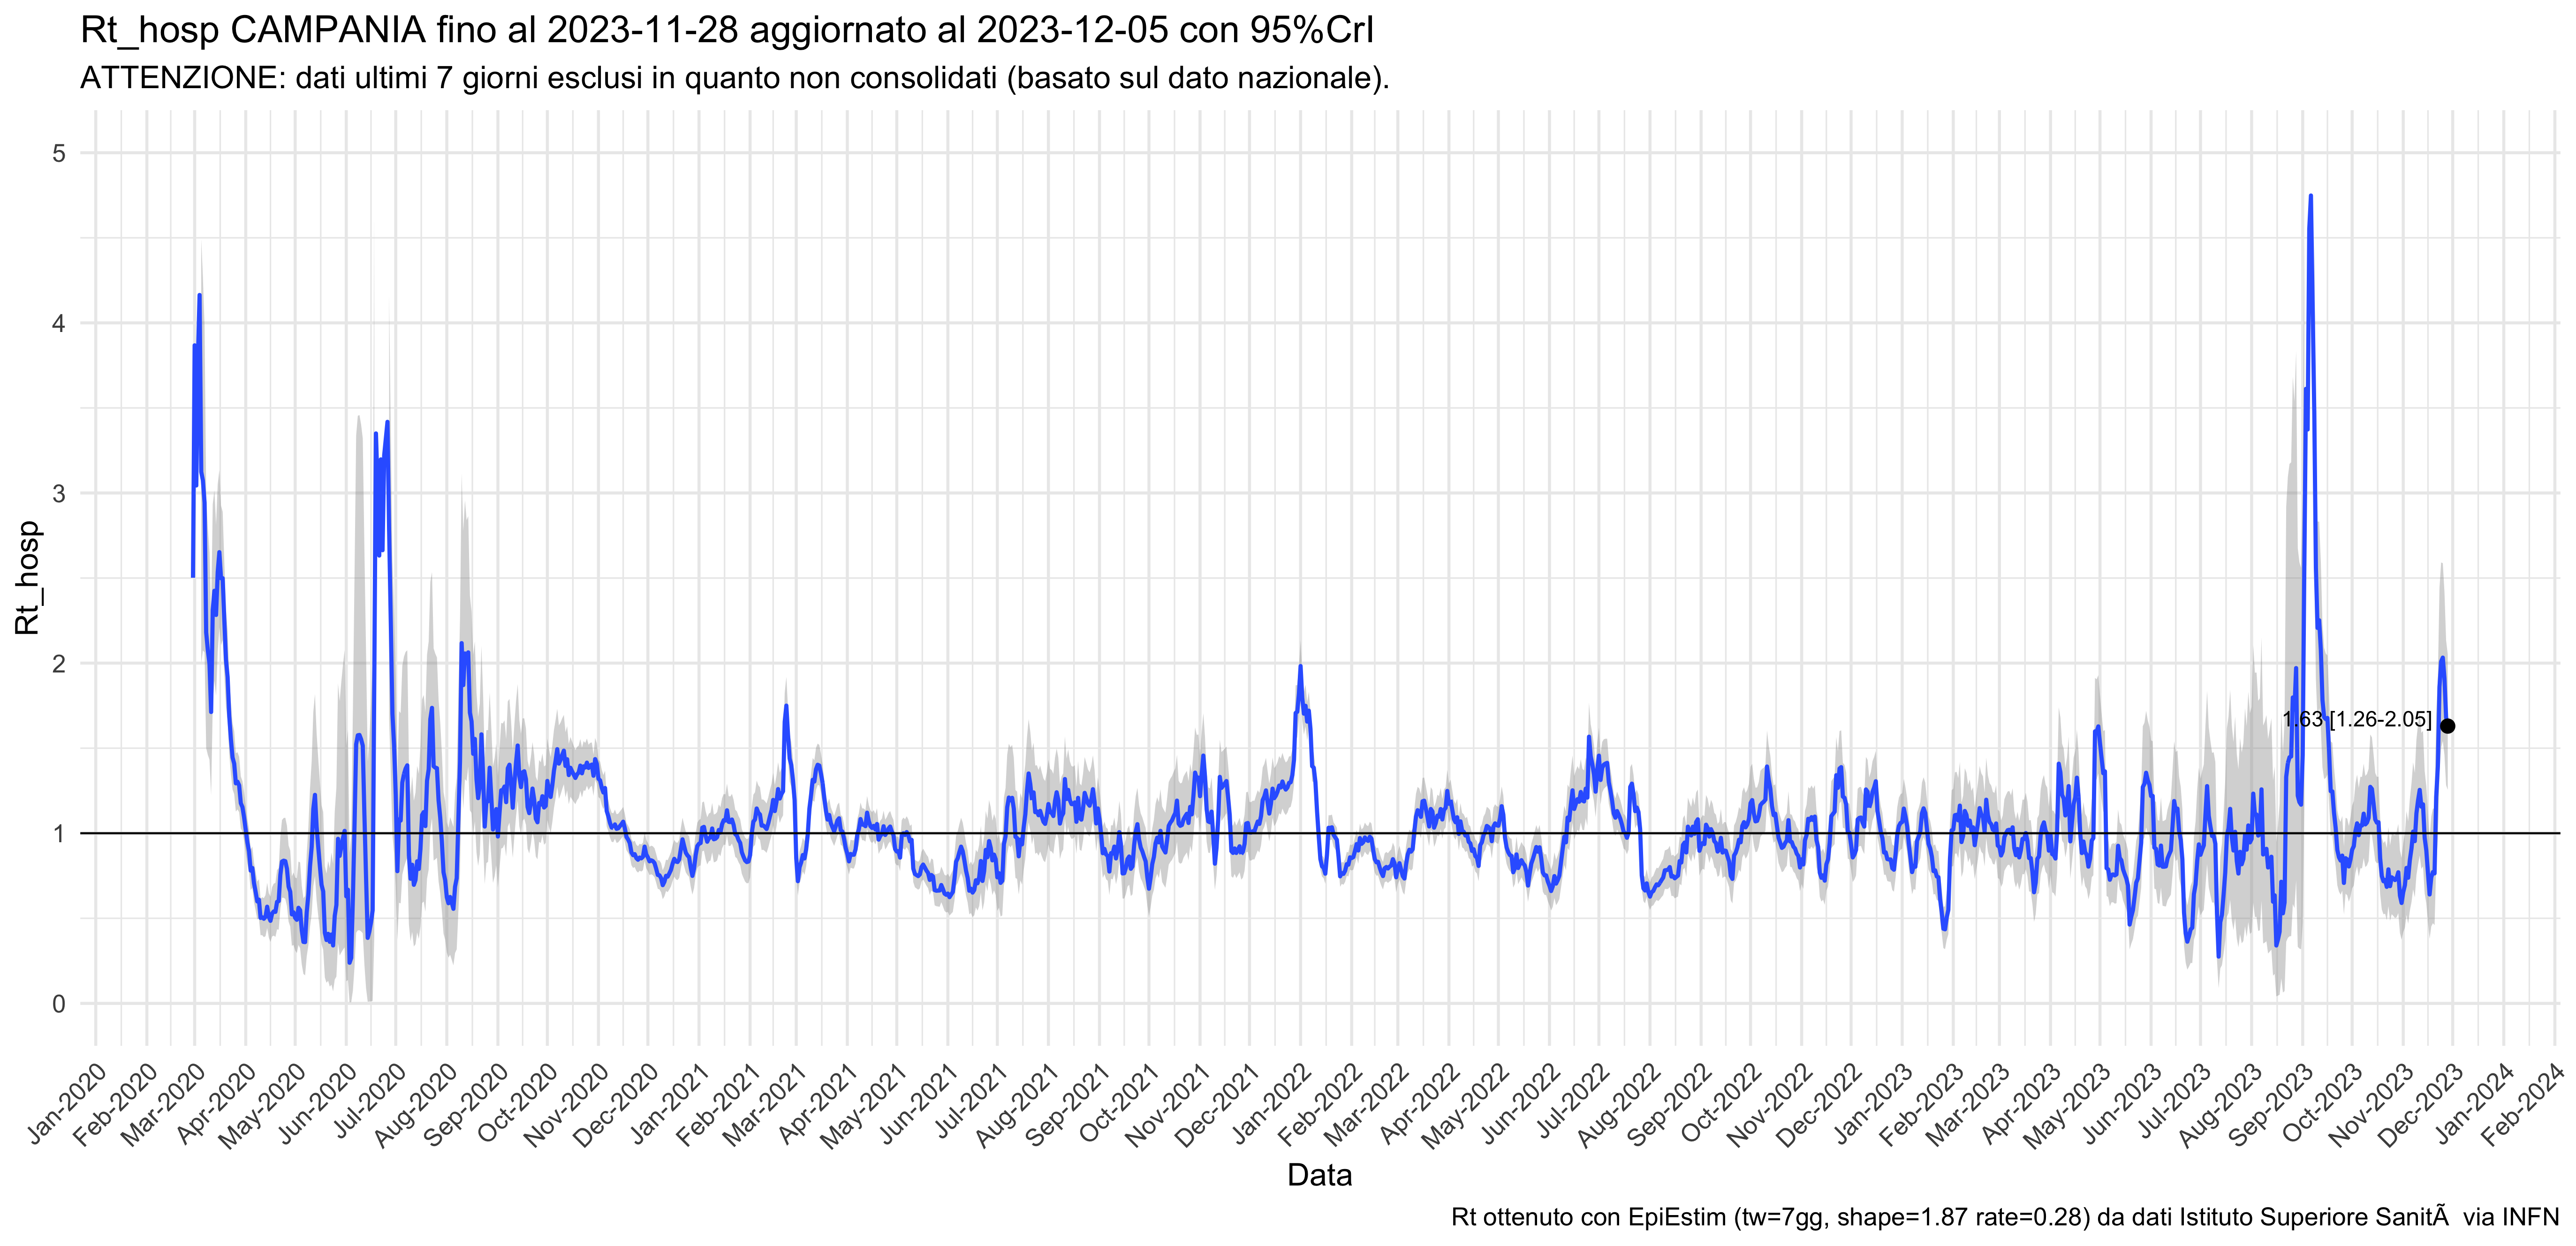 Rt_hosp CAMPANIA fino al 2023-11-28 aggiornato al 2023-12-05 con 95%CrI
ATTENZIONE: dati ultimi 7 giorni esclusi in quanto non consolidati (basato sul dato nazionale).
5
4
3
2
1
0
Rt_hosp
1.63 [1.26-2.05]
Jan-2020
Feb-2020
Mar-2020
Apr-2020
May-2020
Jun-2020
Jul-2020
Aug-2020
Sep-2020
Oct-2020
Nov-2020
Dec-2020
Jan-2021
Feb-2021
Mar-2021
Apr-2021
May-2021
Jun-2021
Jul-2021
Aug-2021
Sep-2021
Oct-2021
Nov-2021
Dec-2021
Jan-2022
Feb-2022
Mar-2022
Apr-2022
May-2022
Jun-2022
Jul-2022
Aug-2022
Sep-2022
Oct-2022
Nov-2022
Dec-2022
Jan-2023
Feb-2023
Mar-2023
Apr-2023
May-2023
Jun-2023
Jul-2023
Aug-2023
Sep-2023
Oct-2023
Nov-2023
Dec-2023
Jan-2024
Feb-2024
Data
Rt ottenuto con EpiEstim (tw=7gg, shape=1.87 rate=0.28) da dati Istituto Superiore SanitÃ  via INFN